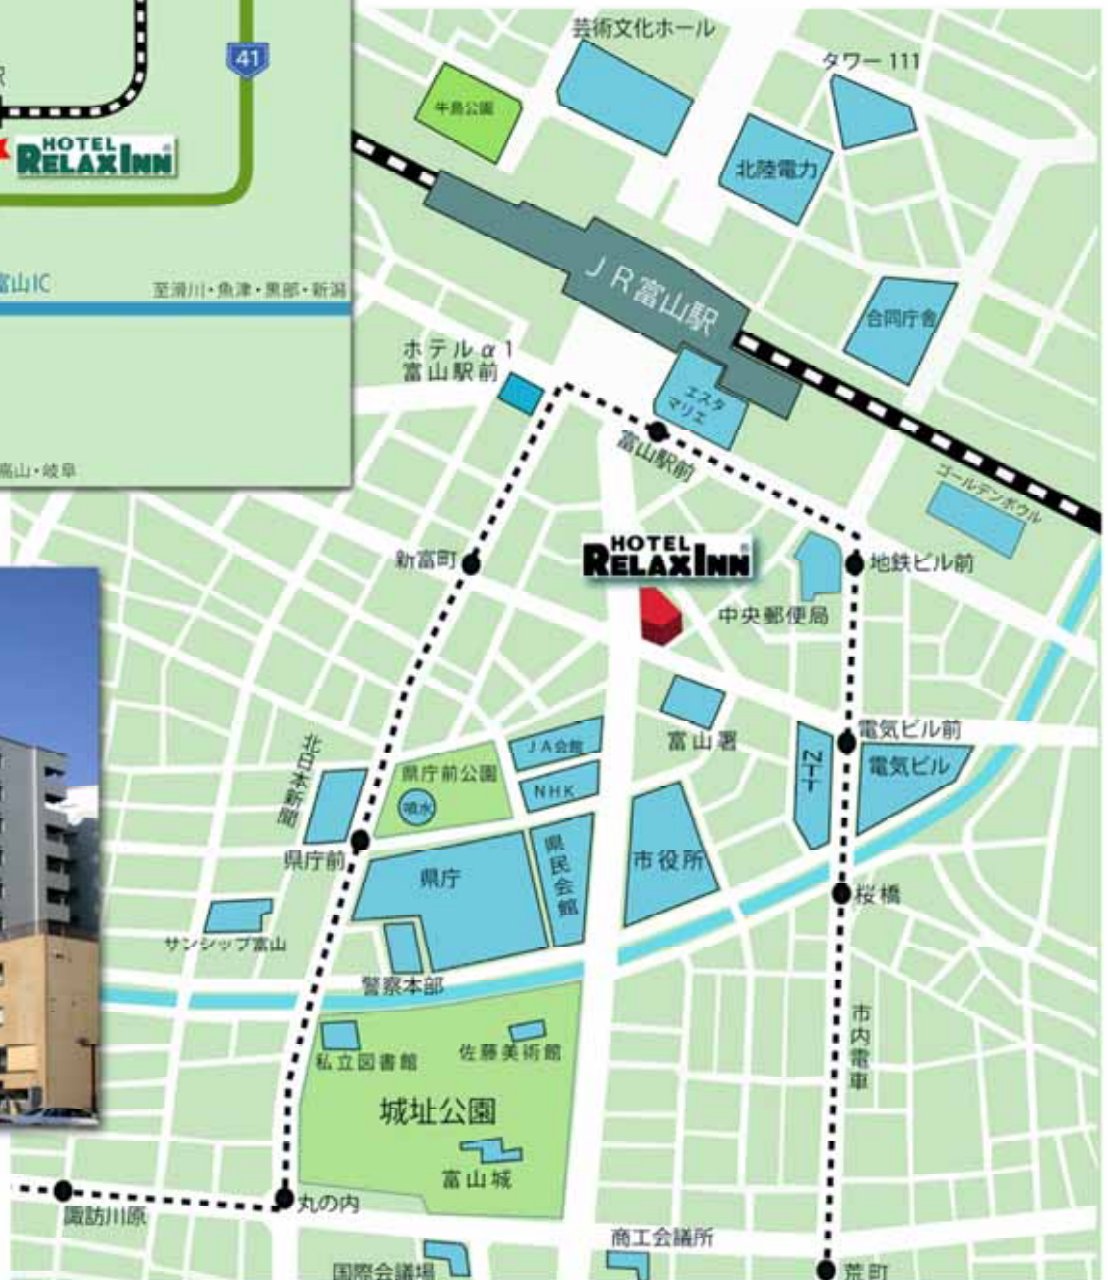 41
HOTEL
RELAXINN
富山IC
至滑川・魚津・黒部・新潟
高山・岐阜
芸術文化ホール
タワー 111
牛島公園
北陸電力
JR富山駅
合同庁舎
ホテルα1
富山駅前
エスタ
マリエ
富山駅前
ゴールデンボウル
新富町
HOTEL
RELAXINN
地鉄ビル前
中央郵便局
富山署
電気ビル前
電気ビル
NTT
JA会館
NHK
北日本新聞
県庁前公園
噴水
県庁前
県庁
県民会館
市役所
桜橋
サンシップ富山
警察本部
私立図書館
佐藤美術館
市内電車
城址公園
富山城
丸の内
諏訪川原
商工会議所
国際会議場
荒町